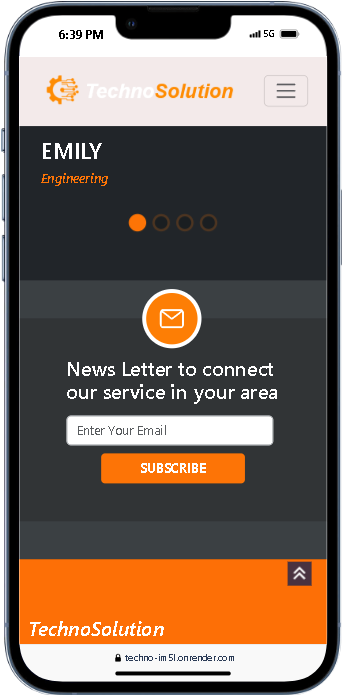 6:39 PM 5G
TechnoSolution
EMILY
Engineering
News Letter to connect
our service in your area
Enter Your Email
SUBSCRIBE
TechnoSolution
techno-im5l.onrender.com